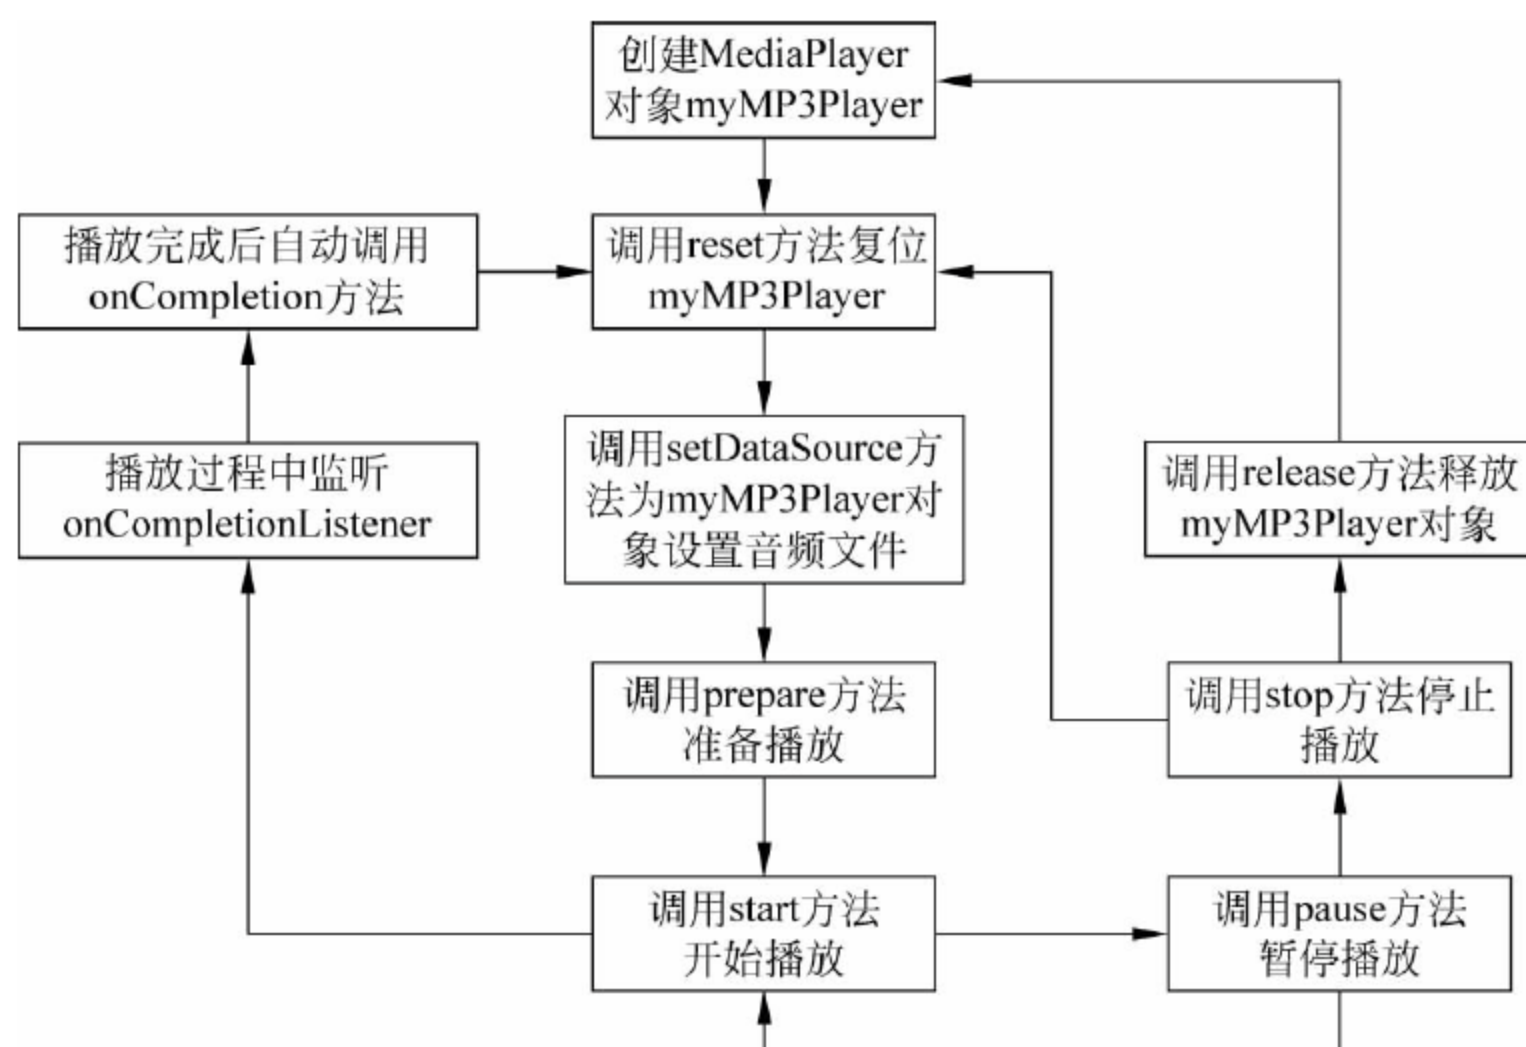 创建MediaPlayer
对象myMP3Player
播放完成后自动调用
onCompletion方法
调用reset方法复位
myMP3Player
调用setDataSource方
法为myMP3Player对
象设置音频文件
播放过程中监听
onCompletionListener
调用release方法释放
myMP3Player对象
调用prepare方法
准备播放
调用stop方法停止
播放
调用start方法
开始播放
调用pause方法
暂停播放